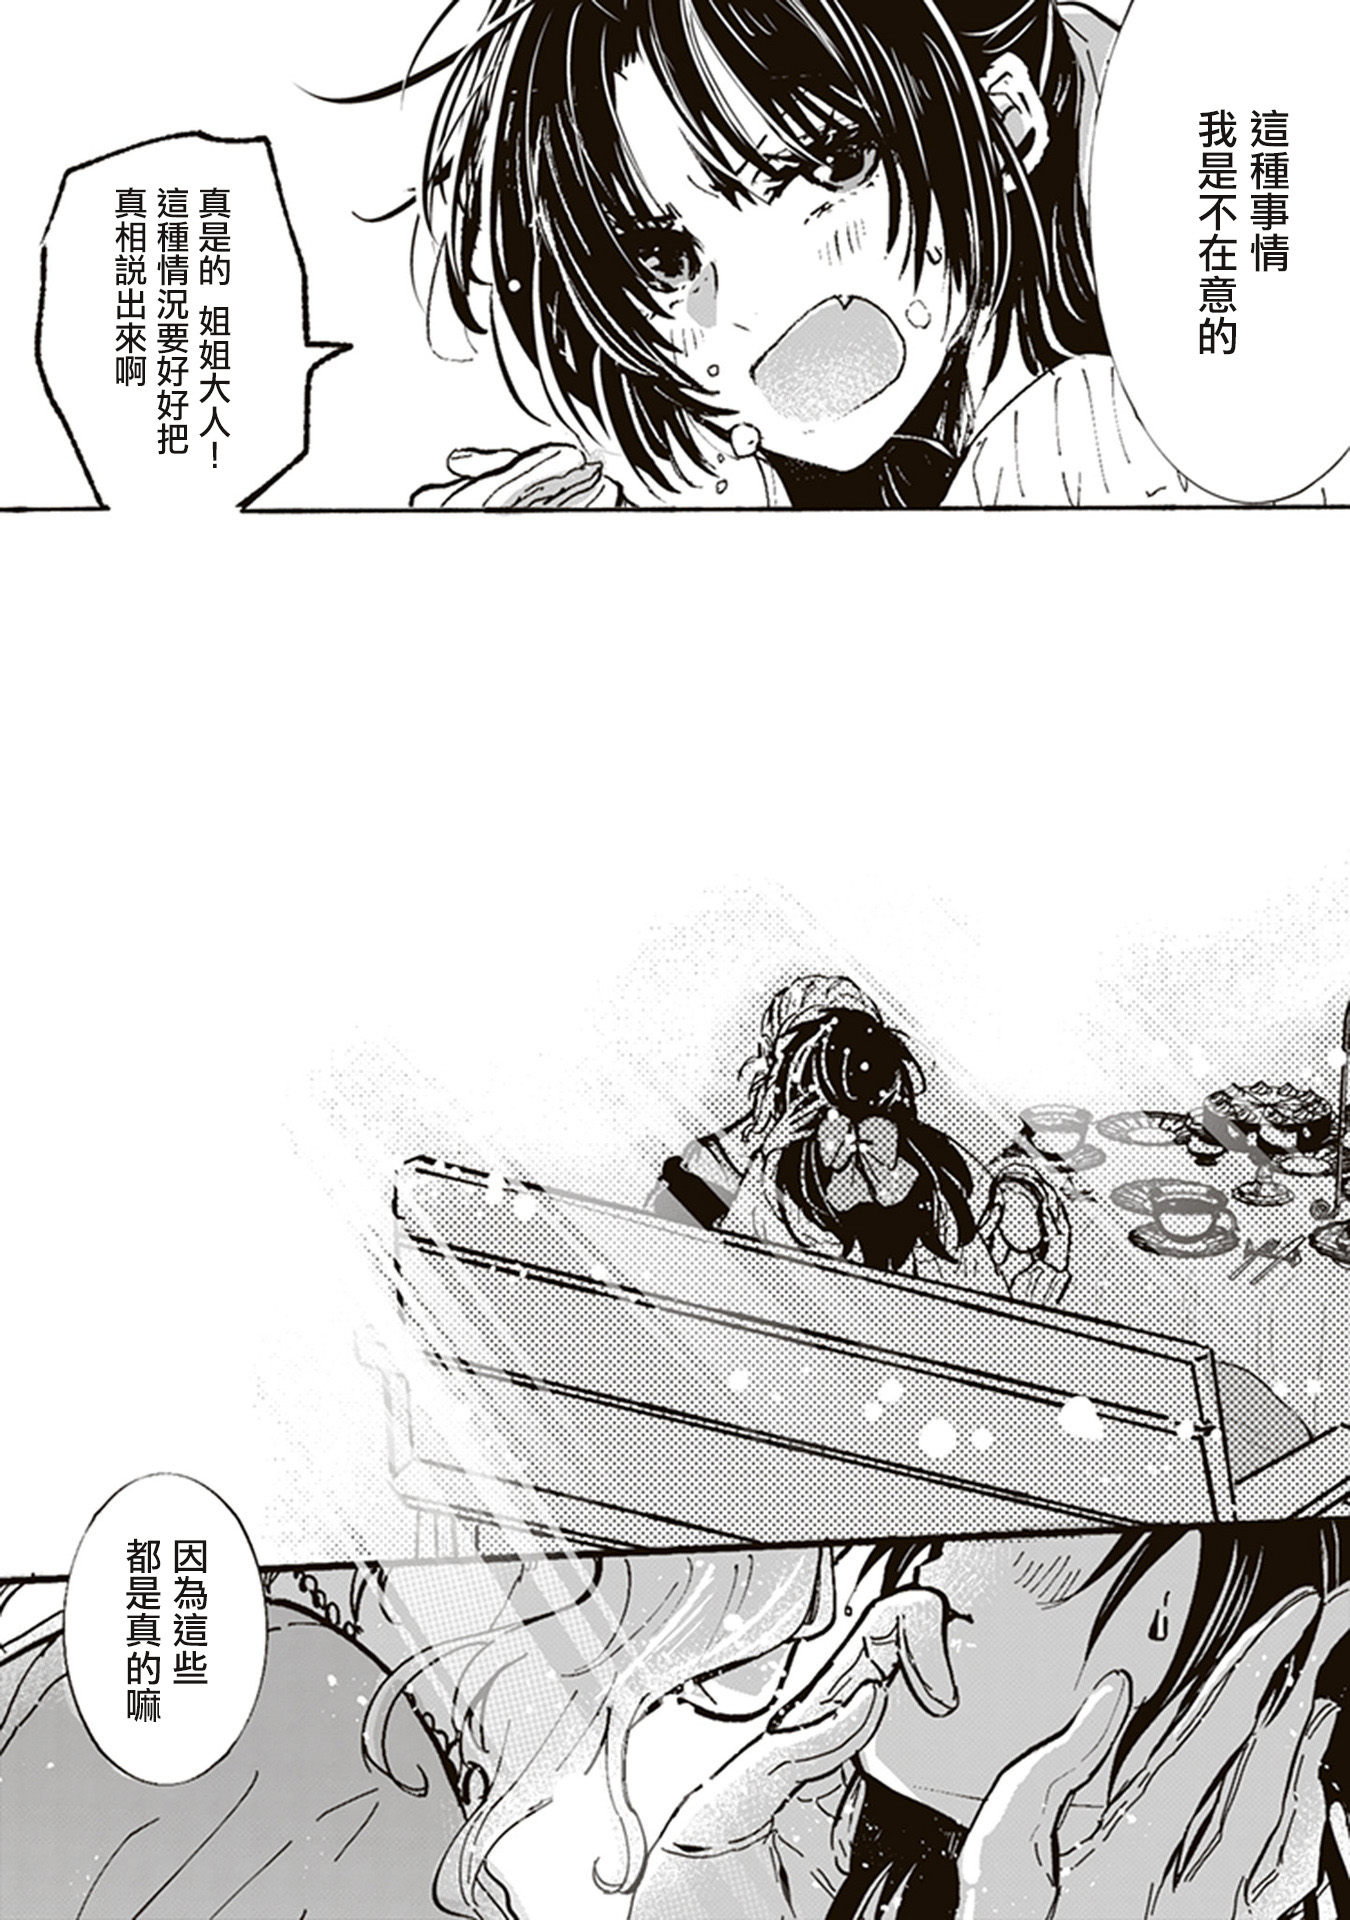 這種事情
我是不在意的
真是的 姐姐大人！
這種情況要好好把
真相説出來啊
因為這些
都是真的嘛